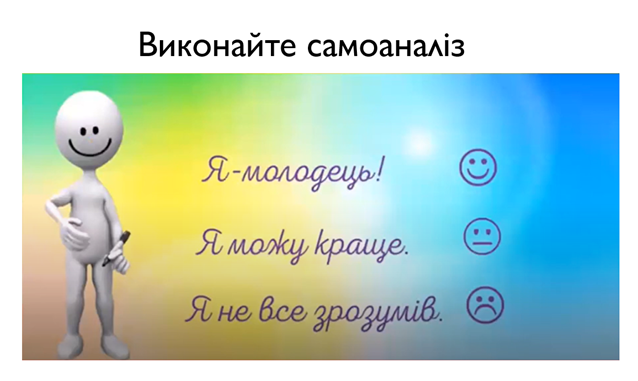 Виконайте самоаналіз
Я-молодець!
Я можу краще.
Я не все зрозумів.